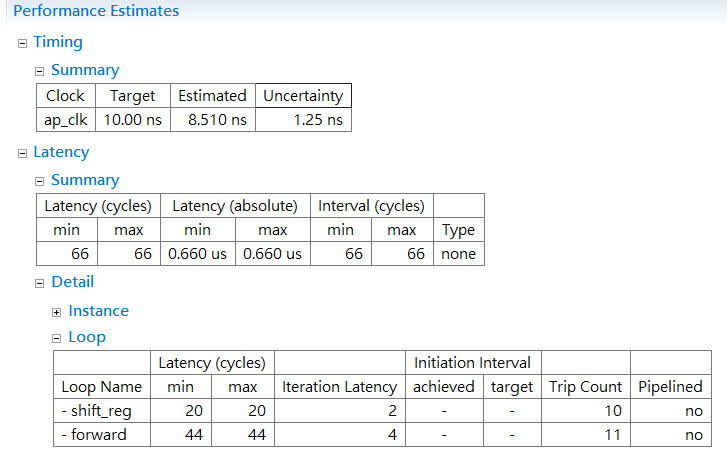 Performance Estimates
Timing
Summary
Clock Target Estimated Uncertainty
ap_clk 10.00 ns 8.510 ns 1.25 ns
Latency
Summary
Latency (cycles) Latency (absolute) Interval (cycles)
min max min max min max Type
66 66 0.660 us 0.660 us 66 66 none
Detail
Instance
Loop
Latency (cycles) Initiation Interval
Loop Name min max Iteration Latency achieved target Trip Count Pipelined
- shift_reg 20 20 2 - - 10 no
- forward 44 44 4 - - 11 no